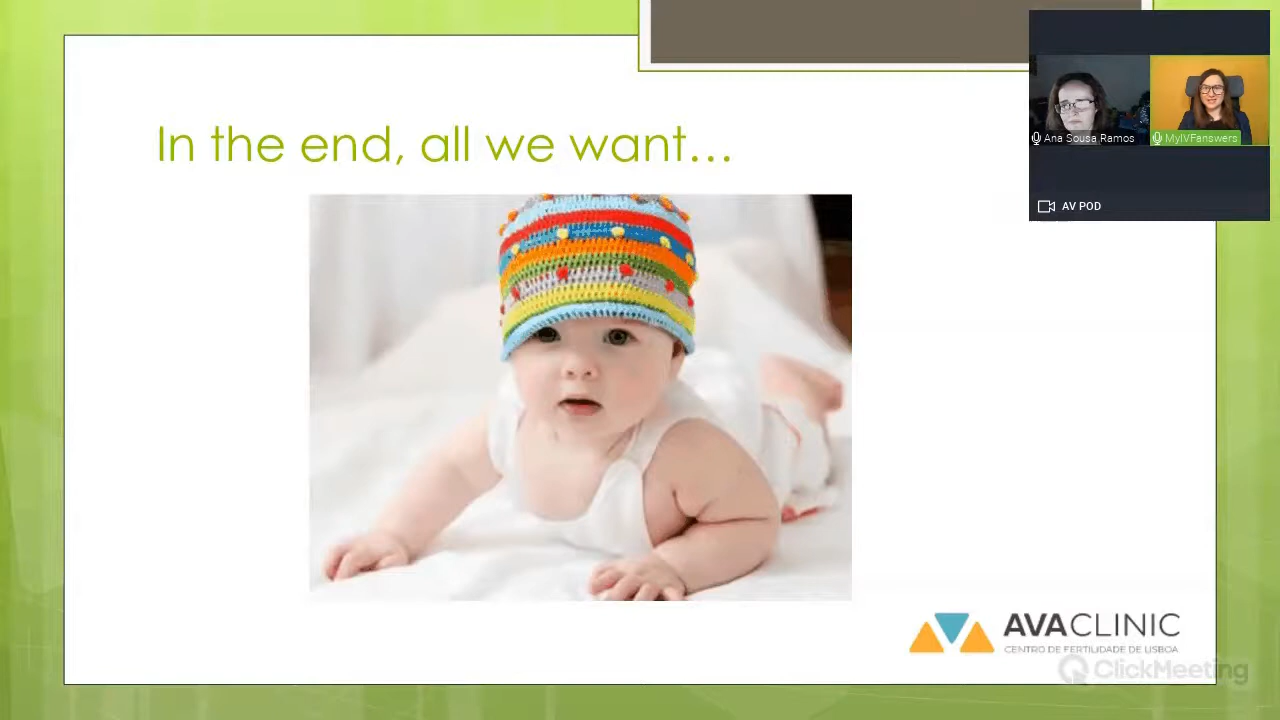 In the end, all we want…
Ana Sousa Ramos
MyIVFanswers
AV POD
AVACLINIC
CENTRO DE FERTILIDADE DE LISBOA
ClickMeeting